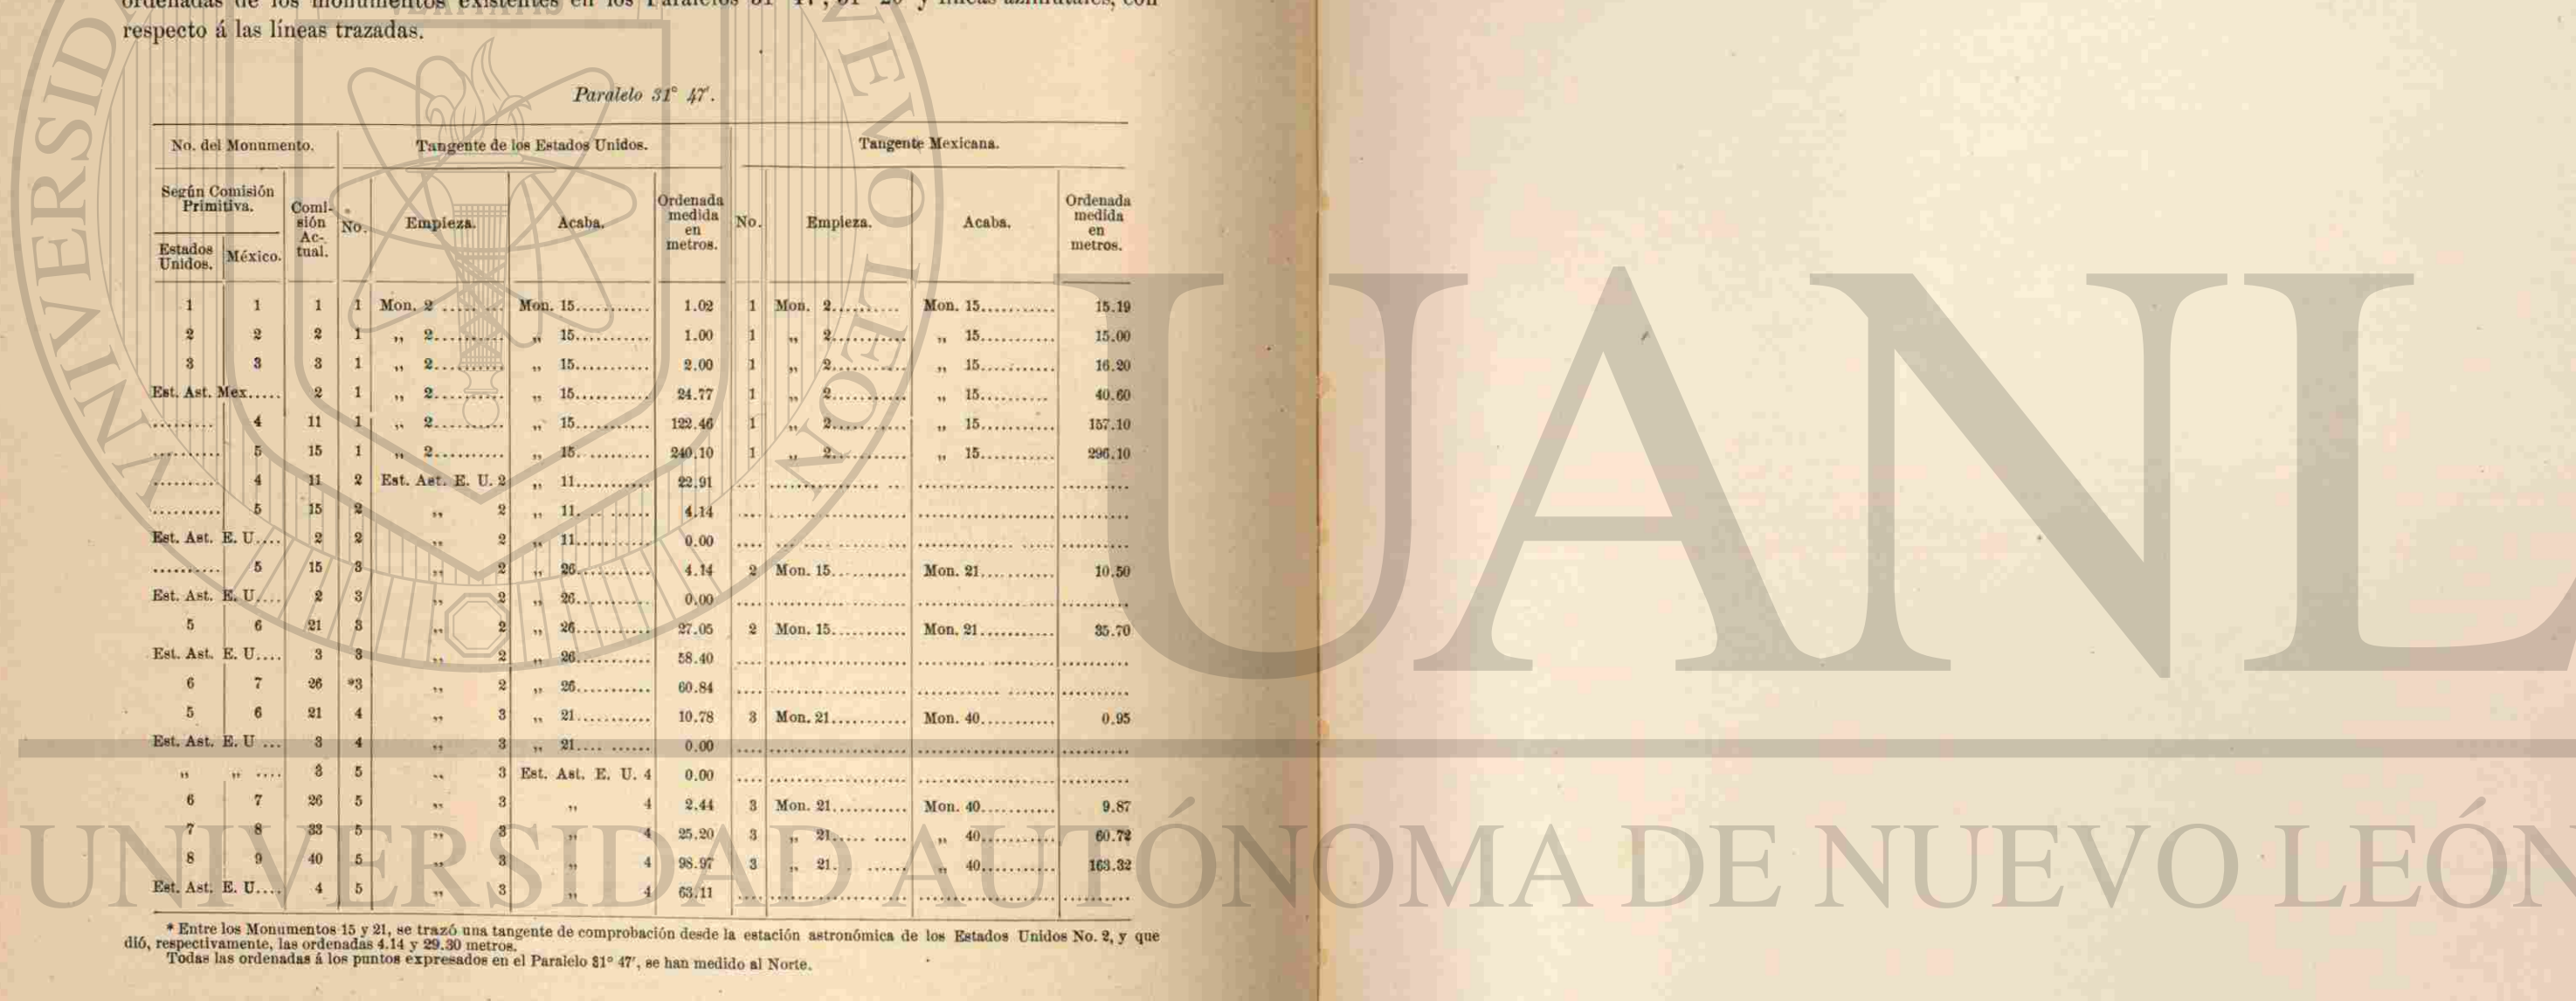 ordenadas de los monumentos existentes en los Paralelos 31° 47', 31° 20' y líneas azimutales, con
respecto á las líneas trazadas.
Paralelo 31° 47'.
No. del Monumento. Tangente de los Estados Unidos. Tangente Mexicana.
Según Comisión Primitiva. Comisión Actual. No. Empieza. Acaba. Ordenada medida en metros. No. Empieza. Acaba. Ordenada medida en metros.
Estados Unidos. México.
1 1 1 1 Mon. 2 ......... Mon. 15........... 1.02 1 Mon. 2.......... Mon. 15........... 15.19
2 2 2 1 ,, 2.......... ,, 15........... 1.00 1 ,, 2........... ,, 15........... 15.00
3 3 3 1 ,, 2.......... ,, 15........... 2.00 1 ,, 2........... ,, 15........... 16.20
Est. Ast. Mex..... 2 1 ,, 2.......... ,, 15........... 24.77 1 ,, 2........... ,, 15.......... 40.60
......... 4 11 1 ,, 2.......... ,, 15........... 122.46 1 ,, 2........... ,, 15........... 157.10
.......... 5 15 1 ,, 2.......... ,, 15. ......... 240.10 1 ,, 2........... ,, 15........... 296.10
......... 4 11 2 Est. Ast. E. U. 2 ,, 11........... 22.91 .... .................. .................... ..........
.......... 5 15 2 ,, 2 ,, 11........... 4.14 .... .................... .................... ..........
Est. Ast. E. U.... 2 2 ,, 2 ,, 11........... 0.00 .... .................... .................... ..........
.......... 5 15 3 ,, 2 ,, 26........... 4.14 2 Mon. 15........... Mon. 21........... 10.50
Est. Ast. E. U.... 2 3 ,, 2 ,, 26........... 0.00 .... .................... .................... ..........
5 6 21 3 ,, 2 ,, 26........... 27.05 2 Mon. 15........... Mon. 21........... 35.70
Est. Ast. E. U.... 3 3 ,, 2 ,, 26........... 58.40 .... .................... .................... ..........
6 7 26 *3 ,, 2 ,, 26........... 60.84 .... .................... .................... ..........
5 6 21 4 ,, 3 ,, 21........... 10.78 3 Mon. 21........... Mon. 40........... 0.95
Est. Ast. E. U ... 3 4 ,, 3 ,, 21.... ...... 0.00 .... .................... .................... ..........
,, ,, .... 3 5 ,, 3 Est. Ast. E. U. 4 0.00 .... .................... .................... ..........
6 7 26 5 ,, 3 ,, 4 2.44 3 Mon. 21........... Mon. 40........... 9.87
7 8 33 5 ,, 3 ,, 4 25.20 3 ,, 21..... ..... ,, 40........... 60.72
8 9 40 5 ,, 3 ,, 4 98.97 3 ,, 21. . ...... ,, 40........... 163.32
Est. Ast. E. U.... 4 5 ,, 3 ,, 4 63.11 .... .................... .................... ..........
* Entre los Monumentos 15 y 21, se trazó una tangente de comprobación desde la estación astronómica de los Estados Unidos No. 2, y que
dió, respectivamente, las ordenadas 4.14 y 29.30 metros.
Todas las ordenadas á los puntos expresados en el Paralelo 31° 47', se han medido al Norte.
UANL
UNIVERSIDAD AUTÓNOMA DE NUEVO LEÓN